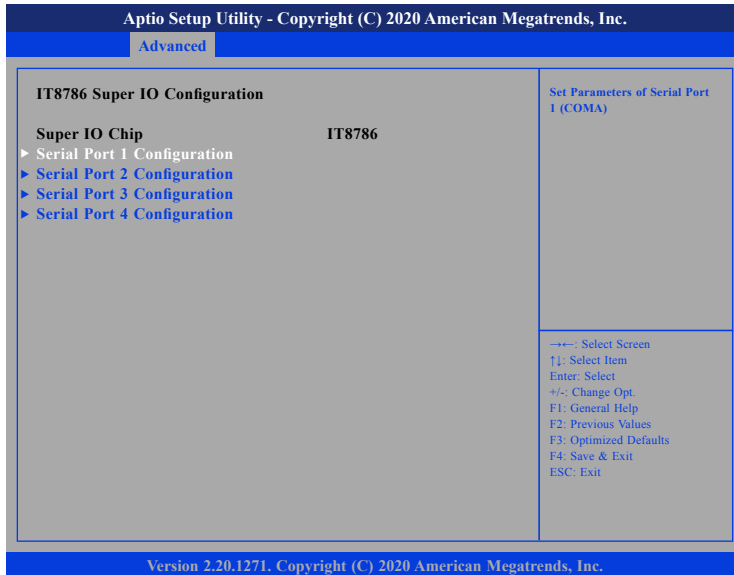 Aptio Setup Utility - Copyright (C) 2020 American Megatrends, Inc.
Advanced
IT8786 Super IO Configuration
Super IO Chip IT8786
► Serial Port 1 Configuration
► Serial Port 2 Configuration
► Serial Port 3 Configuration
► Serial Port 4 Configuration
Set Parameters of Serial Port
1 (COMA)
→←: Select Screen
↑↓: Select Item
Enter: Select
+/-: Change Opt.
F1: General Help
F2: Previous Values
F3: Optimized Defaults
F4: Save & Exit
ESC: Exit
Version 2.20.1271. Copyright (C) 2020 American Megatrends, Inc.